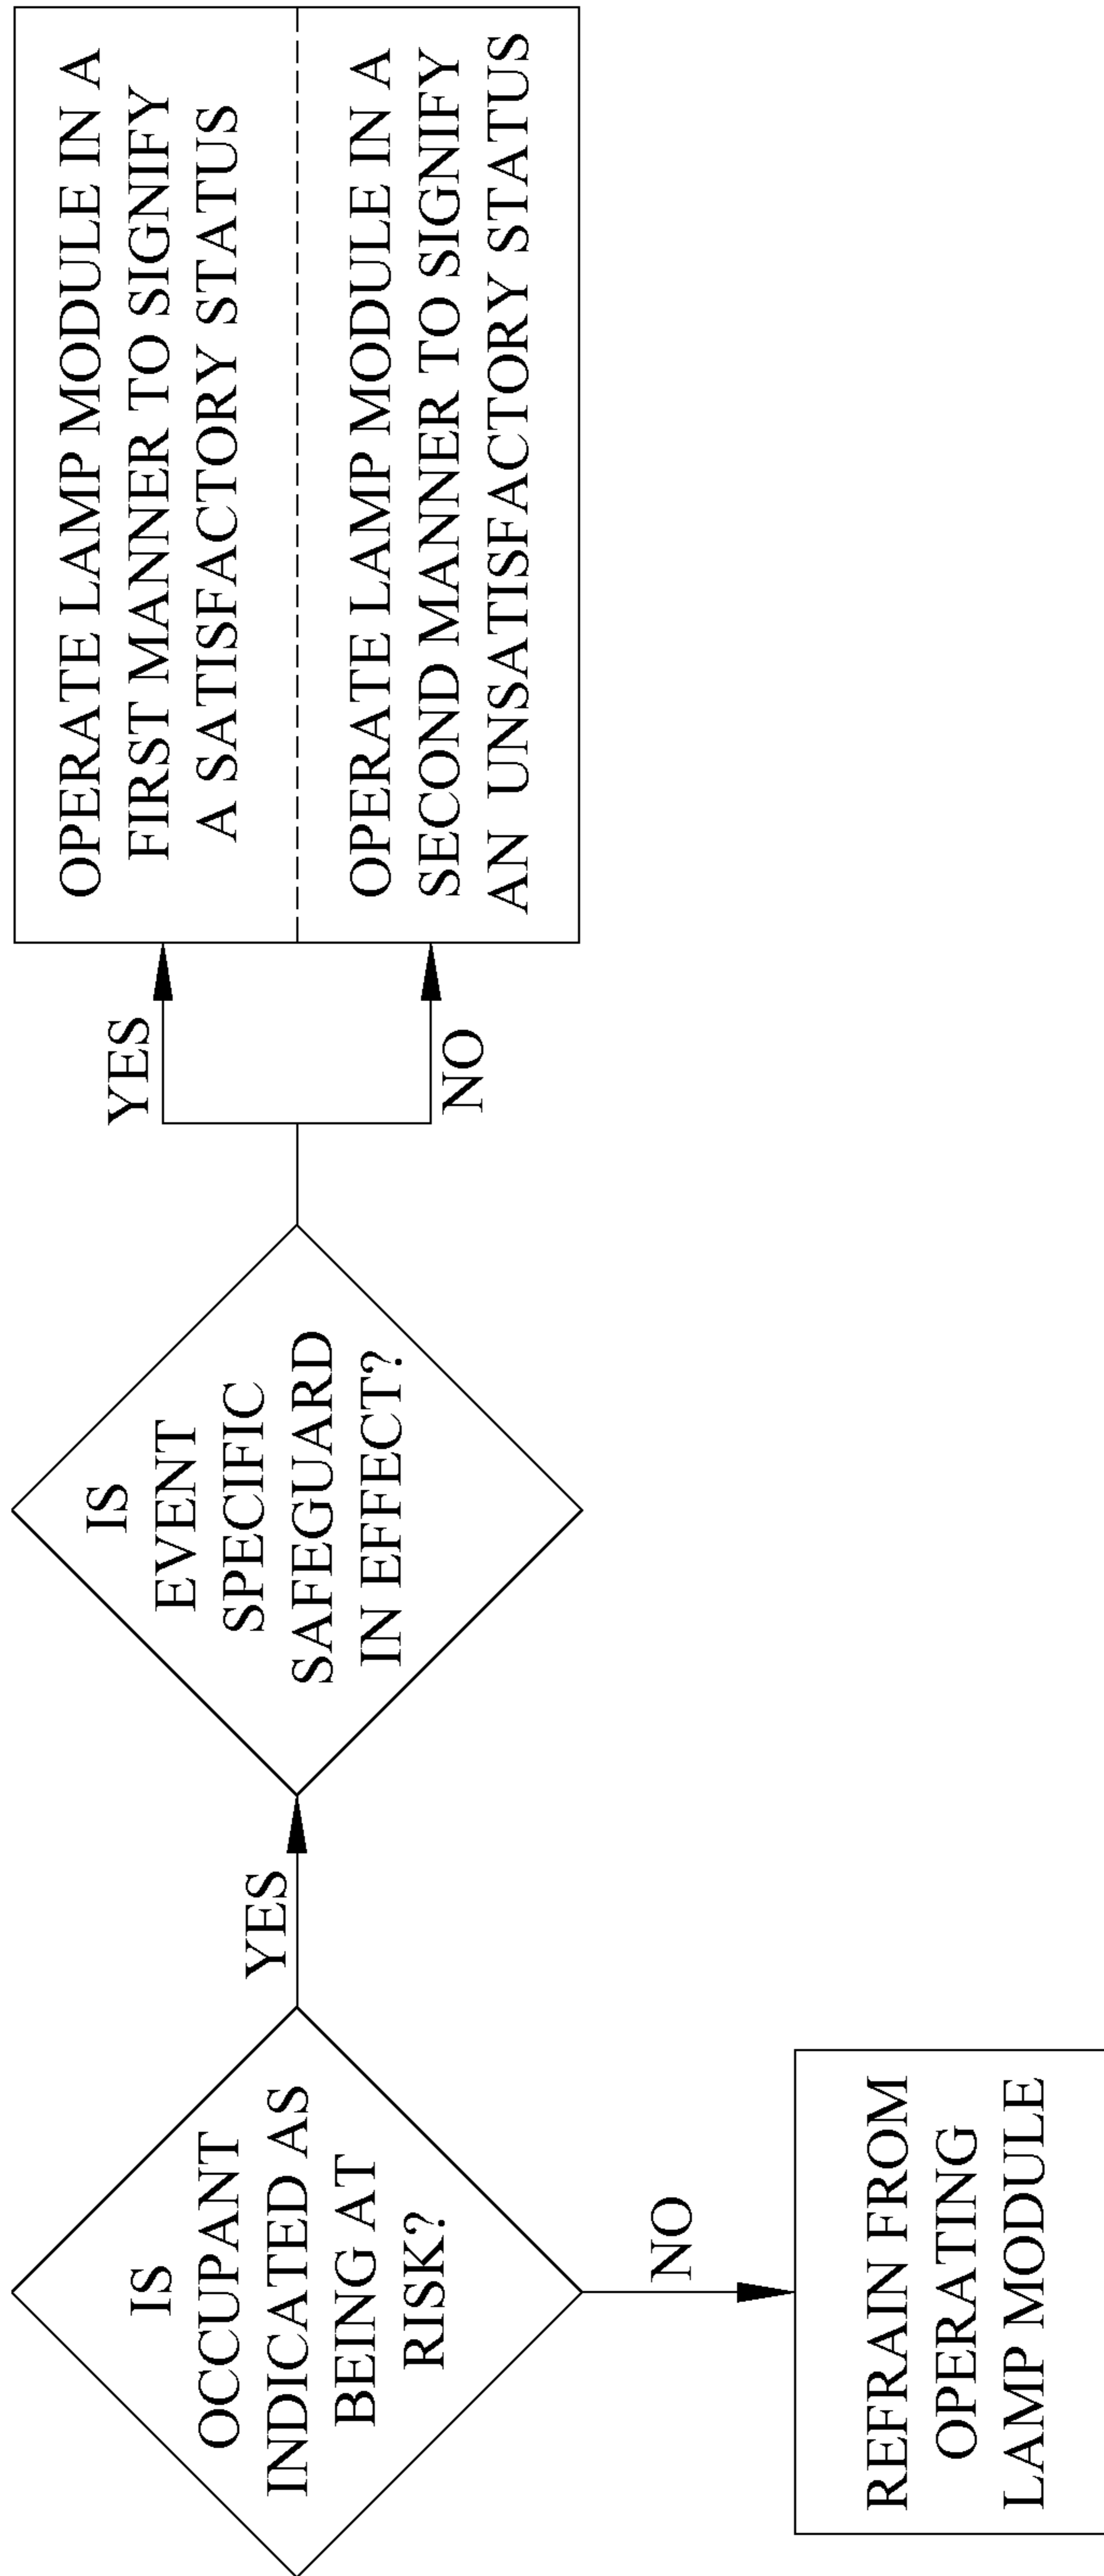 IS
OCCUPANT
INDICATED AS
BEING AT
RISK?
YES
NO
REFRAIN FROM
OPERATING
LAMP MODULE
IS
EVENT
SPECIFIC
SAFEGUARD
IN EFFECT?
YES
NO
OPERATE LAMP MODULE IN A
FIRST MANNER TO SIGNIFY
A SATISFACTORY STATUS
OPERATE LAMP MODULE IN A
SECOND MANNER TO SIGNIFY
AN UNSATISFACTORY STATUS